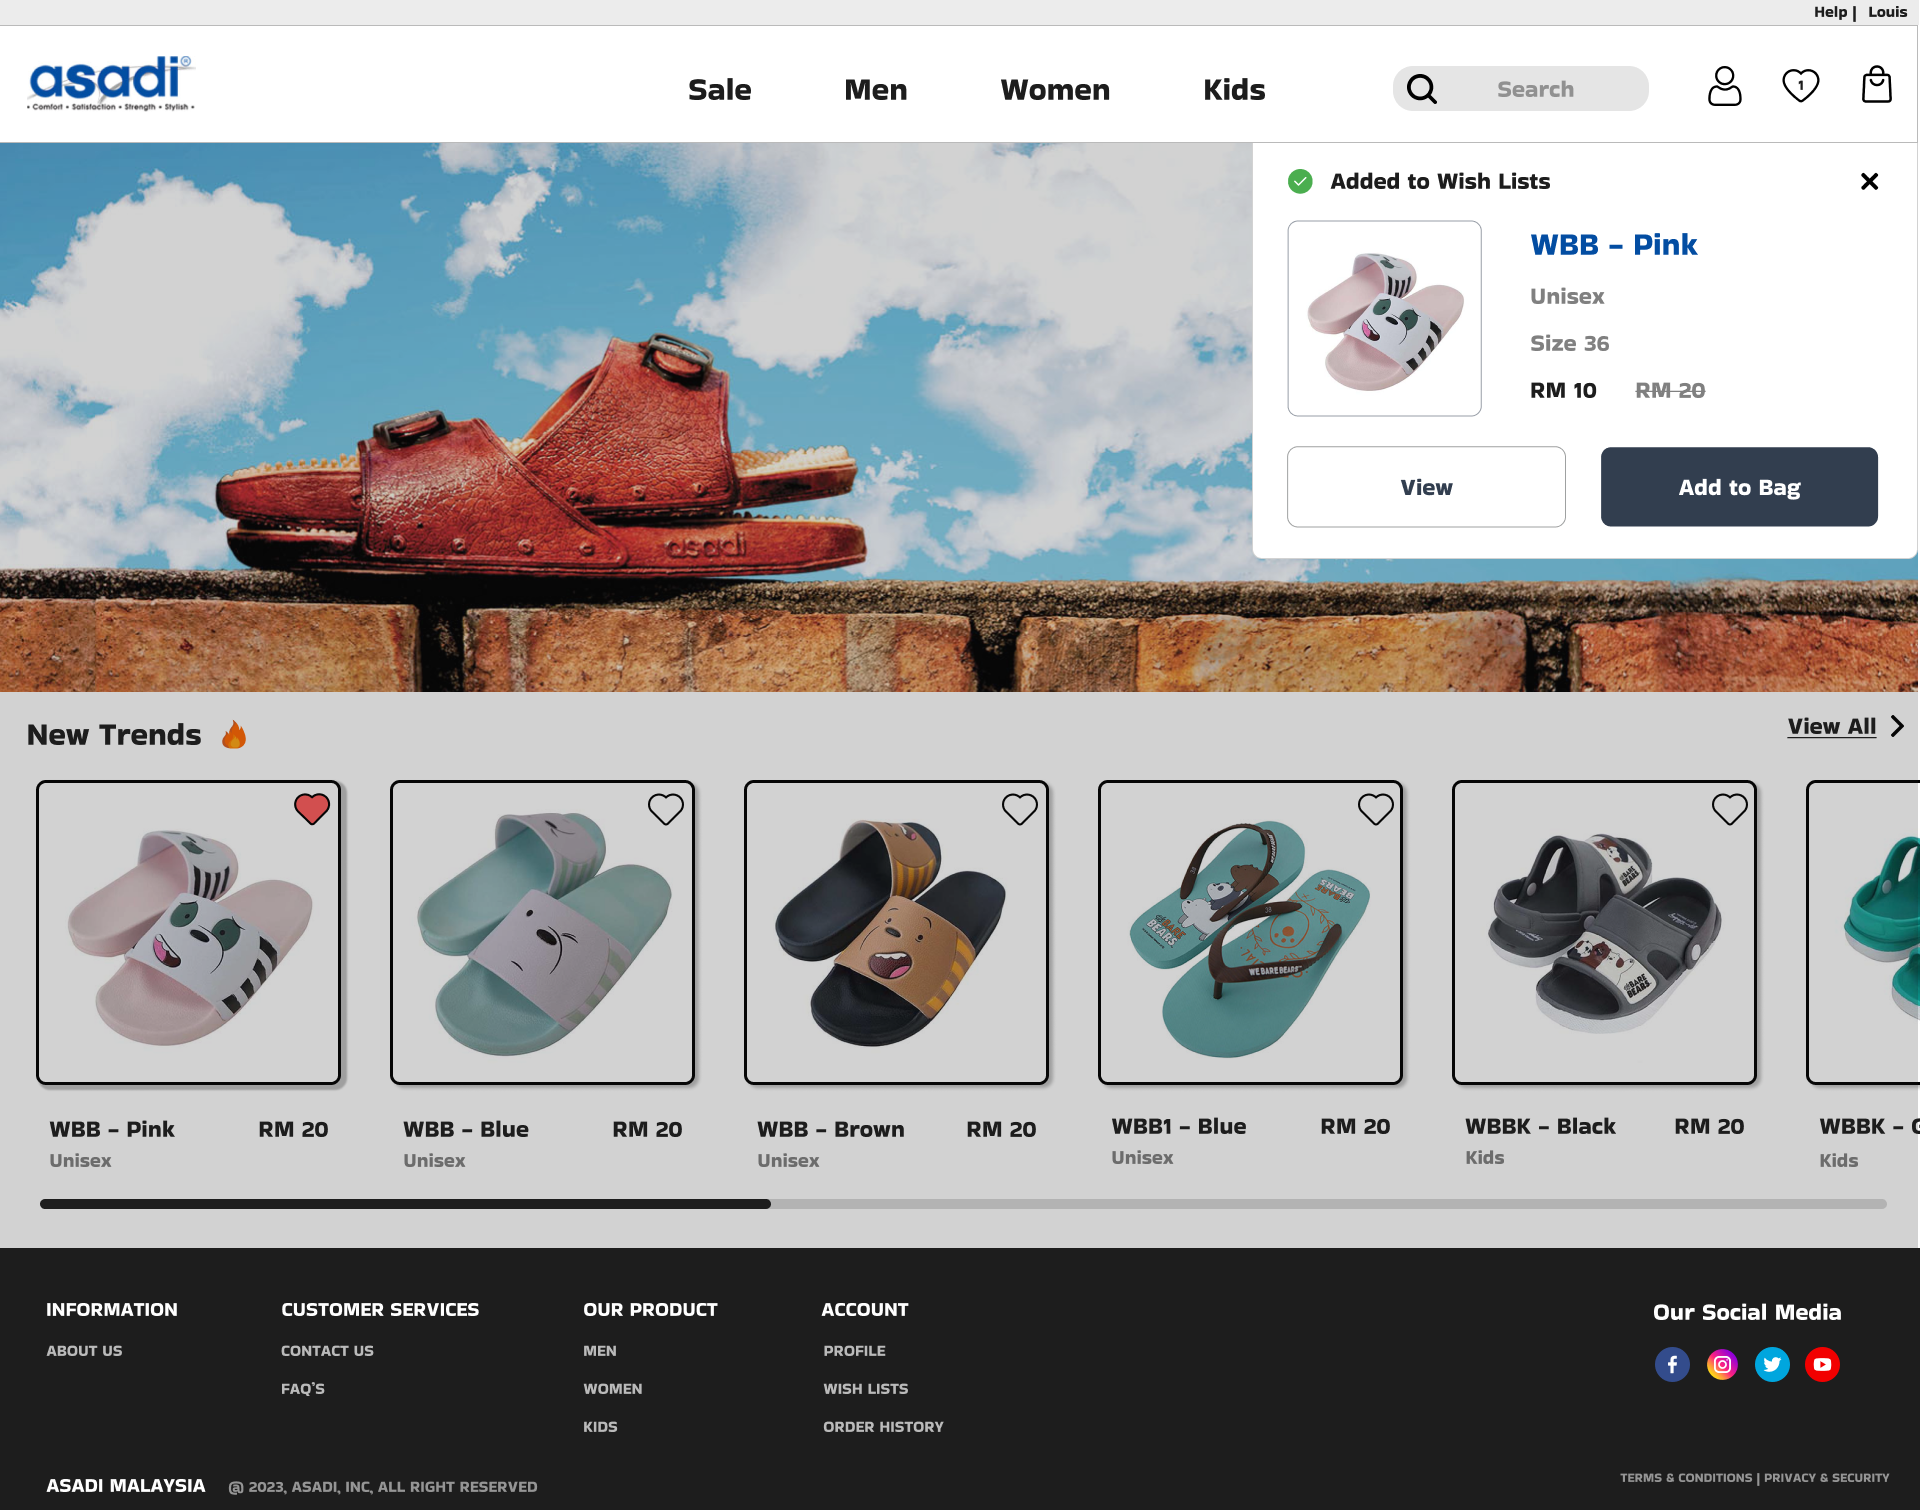 Help | Louis
asadi®
• Comfort • Satisfaction • Strength • Stylish •
Sale Men Women Kids
Search
1
Added to Wish Lists
WBB - Pink
Unisex
Size 36
RM 10 RM 20
View Add to Bag
asadi
New Trends
View All
WE BARE BEARS
WBB - Pink RM 20
Unisex
WBB - Blue RM 20
Unisex
WBB - Brown RM 20
Unisex
WBB1 - Blue RM 20
Unisex
WBBK - Black RM 20
Kids
WBBK - G
Kids
INFORMATION
ABOUT US
CUSTOMER SERVICES
CONTACT US
FAQ'S
OUR PRODUCT
MEN
WOMEN
KIDS
ACCOUNT
PROFILE
WISH LISTS
ORDER HISTORY
Our Social Media
ASADI MALAYSIA @ 2023, ASADI, INC, ALL RIGHT RESERVED
TERMS & CONDITIONS | PRIVACY & SECURITY